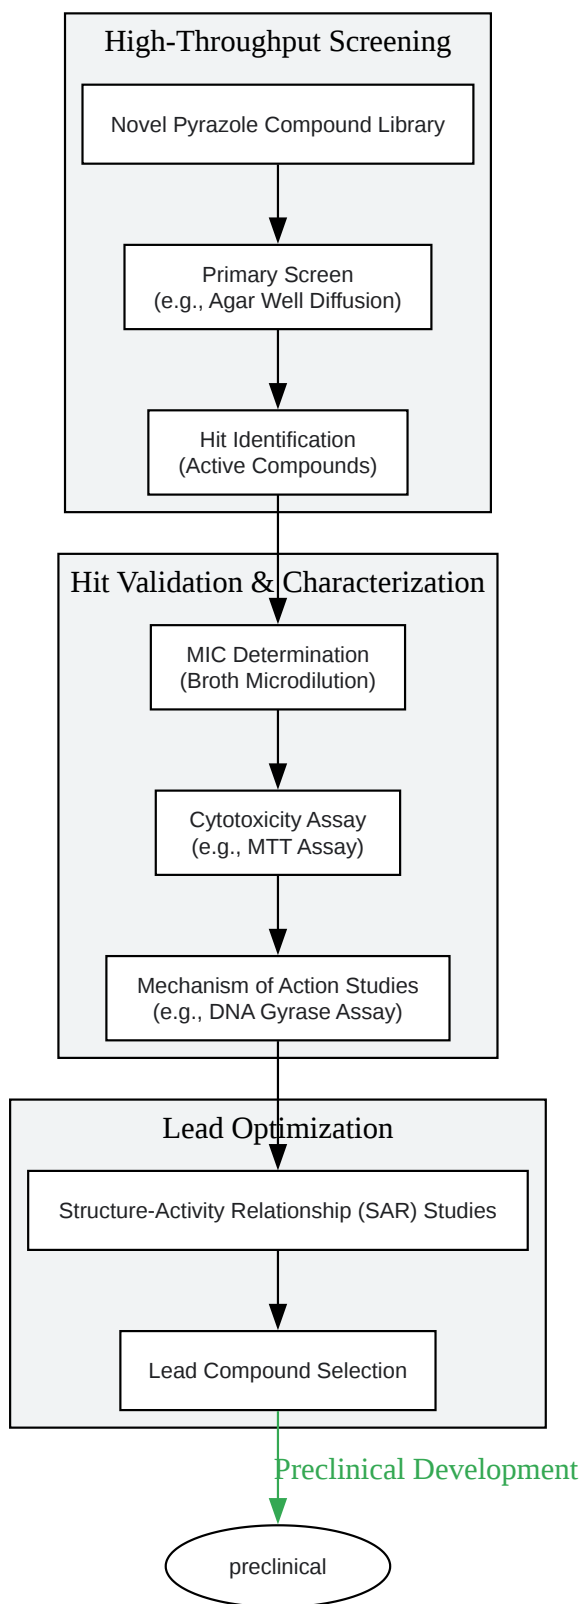 High-Throughput Screening
Novel Pyrazole Compound Library
Primary Screen
(e.g., Agar Well Diffusion)
Hit Identification
(Active Compounds)
Hit Validation & Characterization
MIC Determination
(Broth Microdilution)
Cytotoxicity Assay
(e.g., MTT Assay)
Mechanism of Action Studies
(e.g., DNA Gyrase Assay)
Lead Optimization
Structure-Activity Relationship (SAR) Studies
Lead Compound Selection
Preclinical Development
preclinical